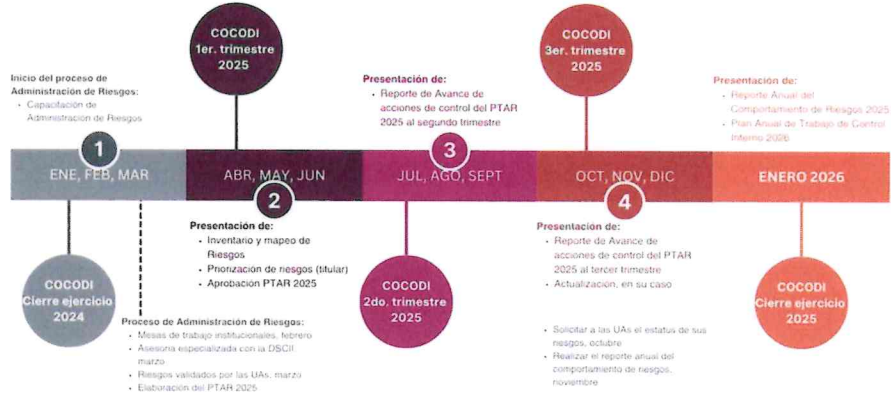 COCODI
1er. trimestre
2025
COCODI
3er. trimestre
2025
Inicio del proceso de
Administración de Riesgos:
• Capacitación de
Administración de Riesgos
Presentación de:
• Reporte de Avance de
acciones de control del PTAR
2025 al segundo trimestre
Presentación de:
• Reporte Anual del
Comportamiento de Riesgos 2025
• Plan Anual de Trabajo de Control
Interno 2026
1
3
ENE, FEB, MAR
ABR, MAY, JUN
JUL, AGO, SEPT
OCT, NOV, DIC
ENERO 2026
2
4
Presentación de:
• Inventario y mapeo de
Riesgos
• Priorización de riesgos (titular)
• Aprobación PTAR 2025
Presentación de:
• Reporte de Avance de
acciones de control del PTAR
2025 al tercer trimestre
• Actualización, en su caso
COCODI
Cierre ejercicio
2024
COCODI
2do. trimestre
2025
COCODI
Cierre ejercicio
2025
Proceso de Administración de Riesgos:
• Mesas de trabajo institucionales, febrero
• Asesoría especializada con la DSCII,
marzo
• Riesgos validados por las UAs, marzo
• Elaboración del PTAR 2025
• Solicitar a las UAs el estatus de sus
riesgos, octubre
• Realizar el reporte anual del
comportamiento de riesgos,
noviembre